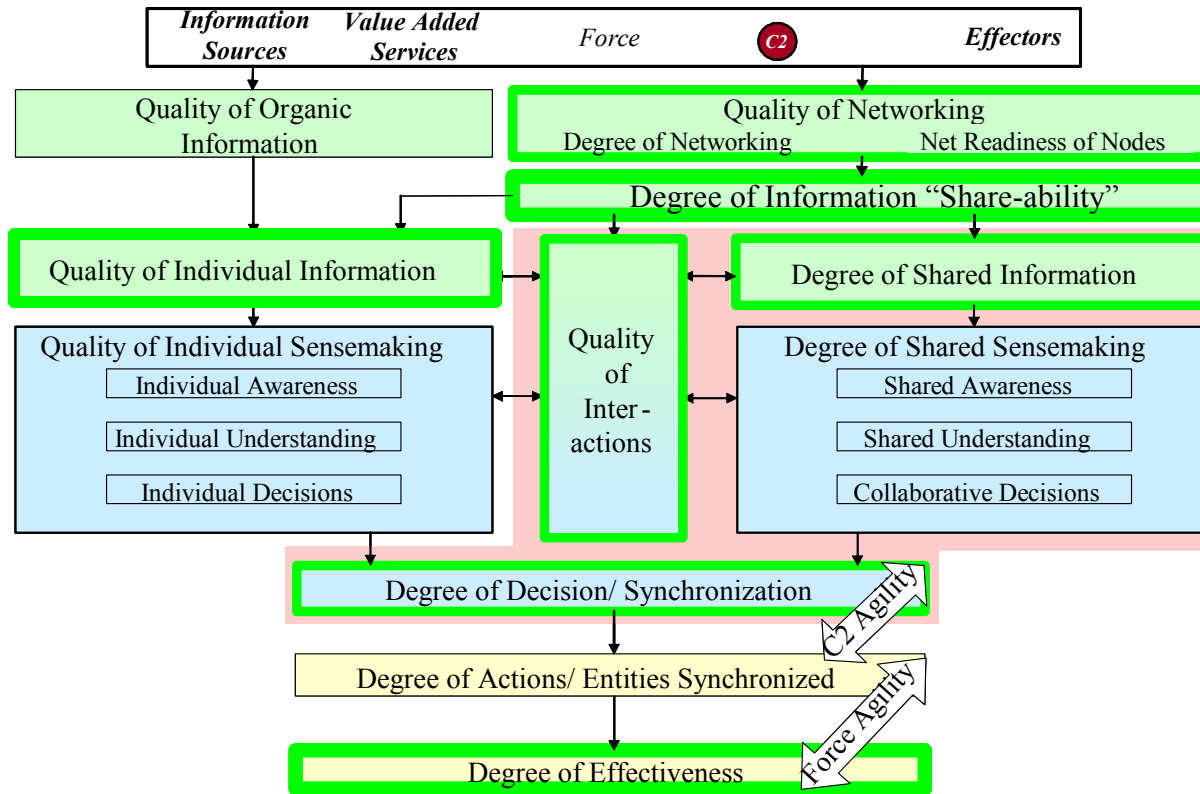 Information
Sources
Value Added
Services
Force
C2
Effectors
Quality of Organic
Information
Quality of Networking
Degree of Networking
Net Readiness of Nodes
Degree of Information “Share-ability”
Quality of Individual Information
Degree of Shared Information
Quality of Individual Sensemaking
Individual Awareness
Individual Understanding
Individual Decisions
Quality
of
Inter-
actions
Degree of Shared Sensemaking
Shared Awareness
Shared Understanding
Collaborative Decisions
Degree of Decision/ Synchronization
C2 Agility
Degree of Actions/ Entities Synchronized
Force Agility
Degree of Effectiveness